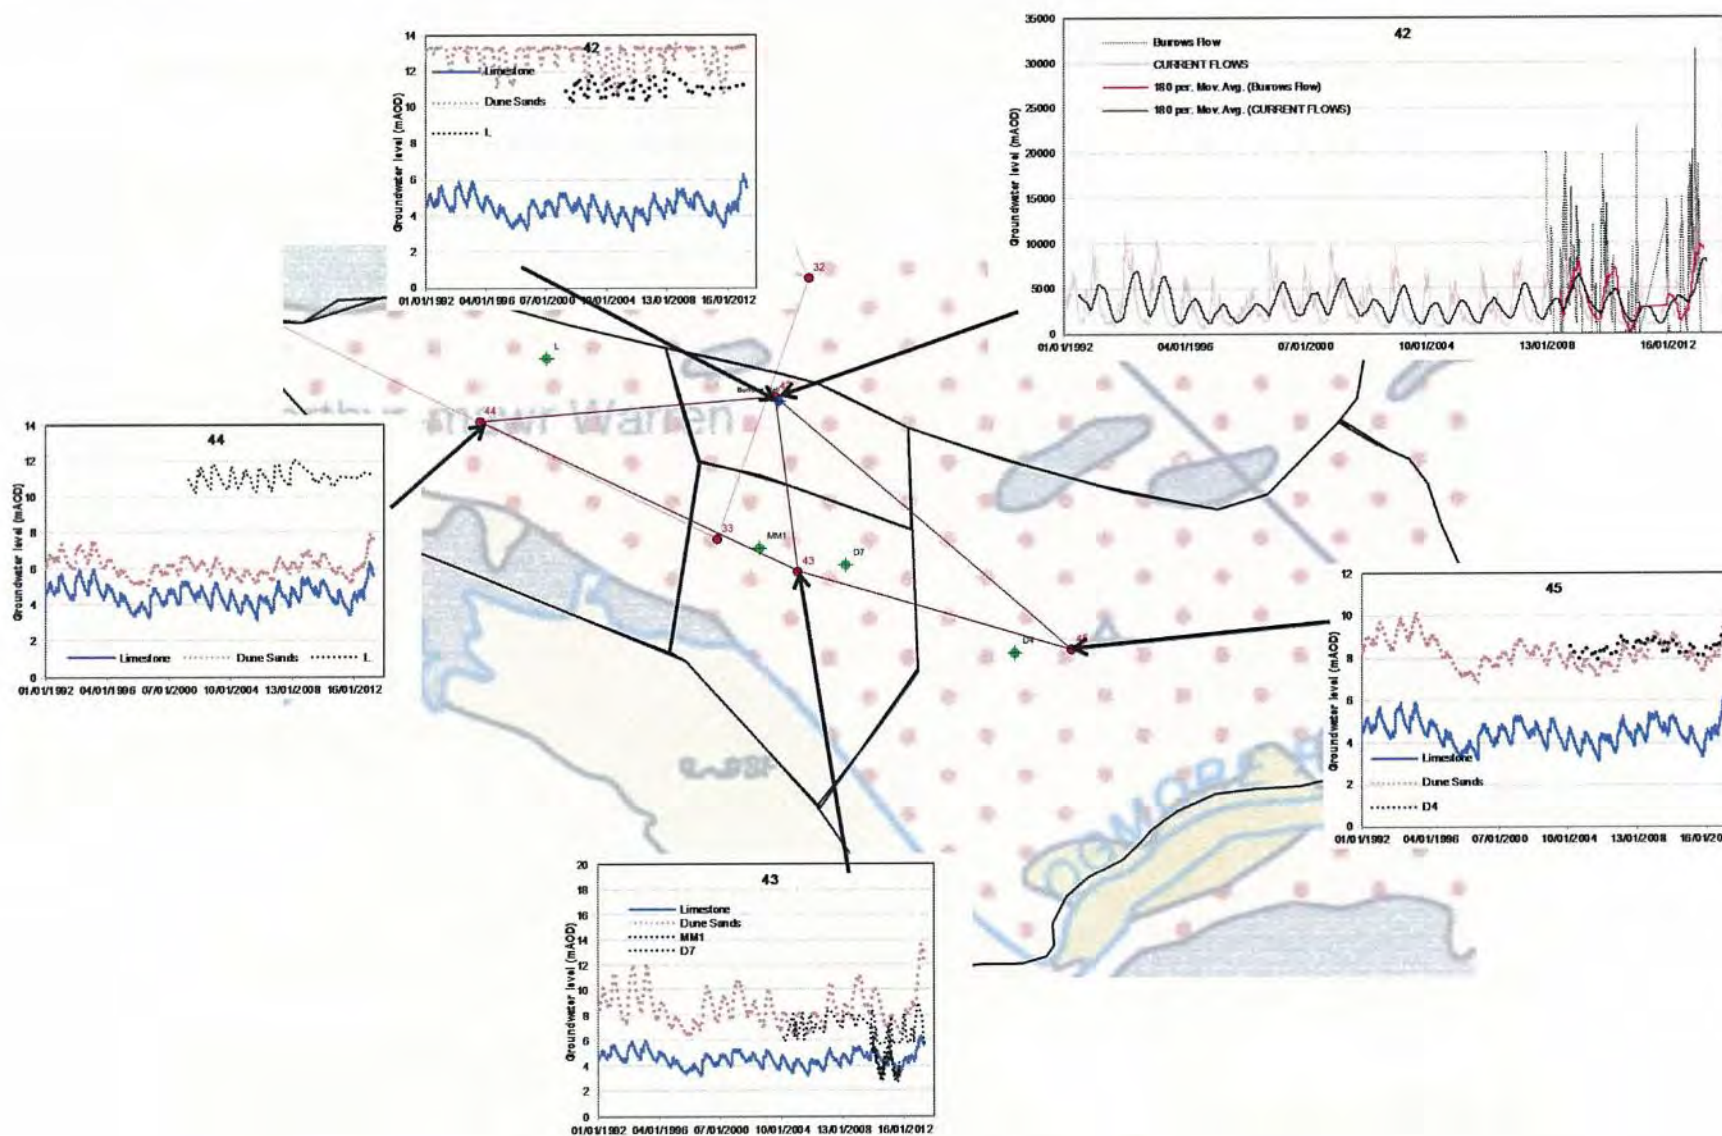 42
14
12
10
8
6
4
2
0
Groundwater level (mAOD)
Limestone
Dune Sands
L
01/01/1992 04/01/1996 07/01/2000 10/01/2004 13/01/2008 16/01/2012
42
35000
30000
25000
20000
15000
10000
5000
0
Groundwater level (mAOD)
Burrows Flow
CURRENT FLOWS
180 per. Mov. Avg. (Burrows Flow)
180 per. Mov. Avg. (CURRENT FLOWS)
01/01/1992 04/01/1996 07/01/2000 10/01/2004 13/01/2008 16/01/2012
32
L
44
mawr Warren
33
MM1
43
D7
D4
45
44
14
12
10
8
6
4
2
0
Groundwater level (mAOD)
Limestone Dune Sands L
01/01/1992 04/01/1996 07/01/2000 10/01/2004 13/01/2008 16/01/2012
45
12
10
8
6
4
2
0
Groundwater level (mAOD)
Limestone
Dune Sands
D4
01/01/1992 04/01/1996 07/01/2000 10/01/2004 13/01/2008
43
20
18
16
14
12
10
8
6
4
2
0
Groundwater level (mAOD)
Limestone
Dune Sands
MM1
D7
01/01/1992 04/01/1996 07/01/2000 10/01/2004 13/01/2008 16/01/2012